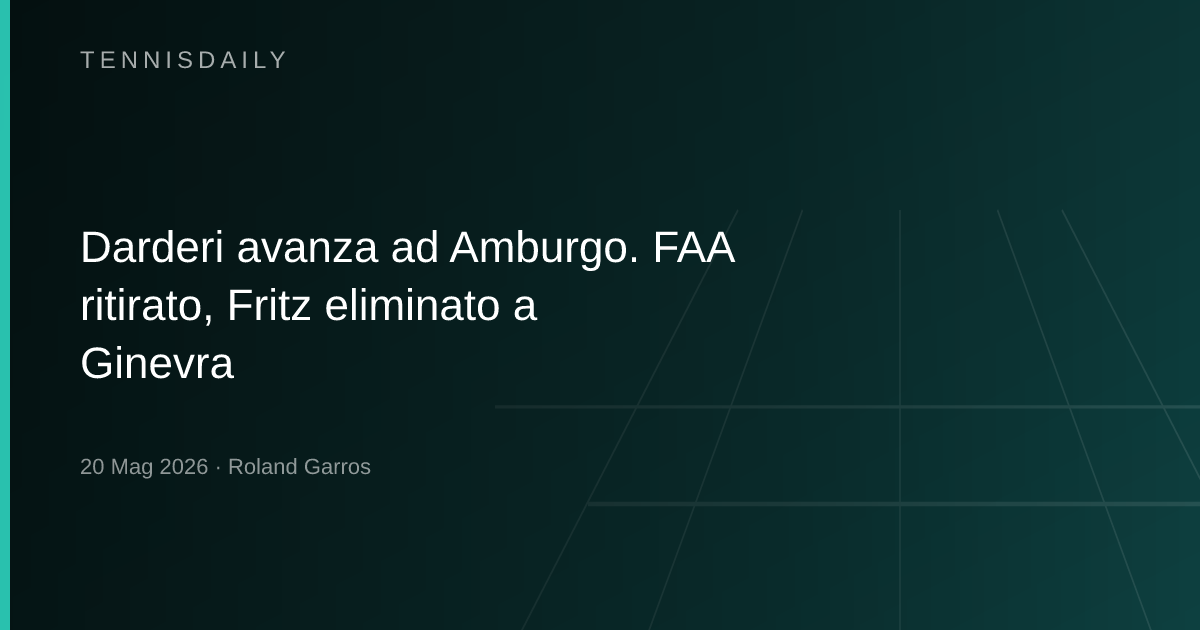 TENNISDAILY
Darderi avanza ad Amburgo. FAA
ritirato, Fritz eliminato a
Ginevra
20 Mag 2026 · Roland Garros